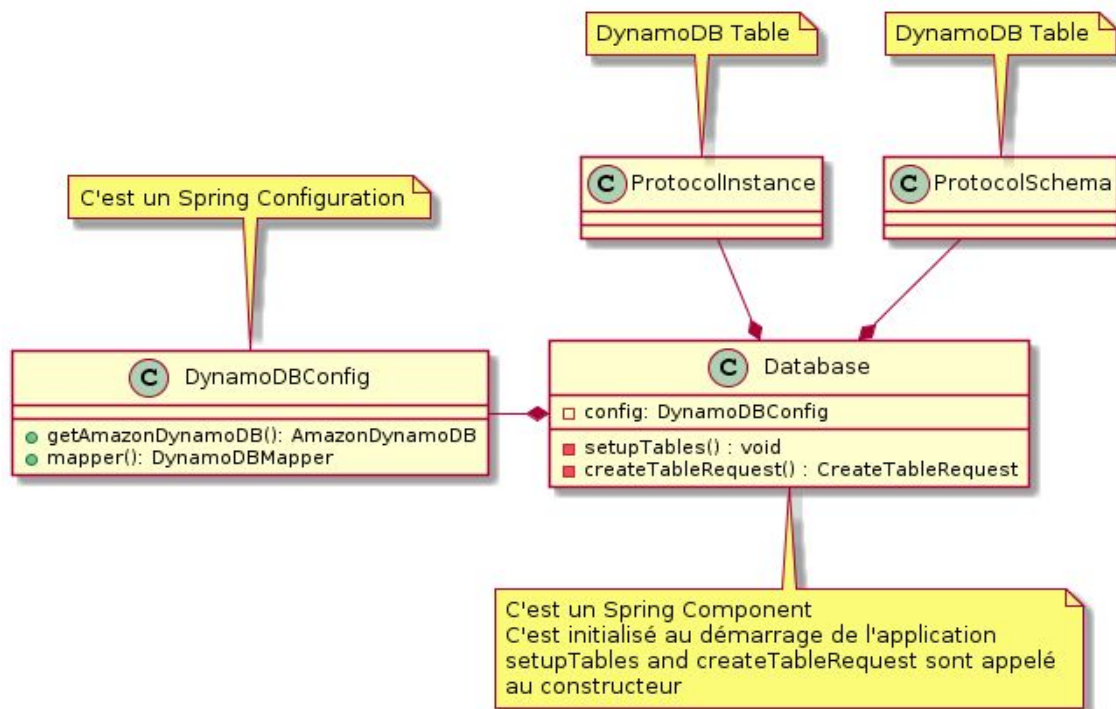 DynamoDB Table
DynamoDB Table
C ProtocolInstance
C ProtocolSchema
C'est un Spring Configuration
C DynamoDBConfig
getAmazonDynamoDB(): AmazonDynamoDB
mapper(): DynamoDBMapper
C Database
config: DynamoDBConfig
setupTables() : void
createTableRequest() : CreateTableRequest
C'est un Spring Component
C'est initialisé au démarrage de l'application
setupTables and createTableRequest sont appelé
au constructeur